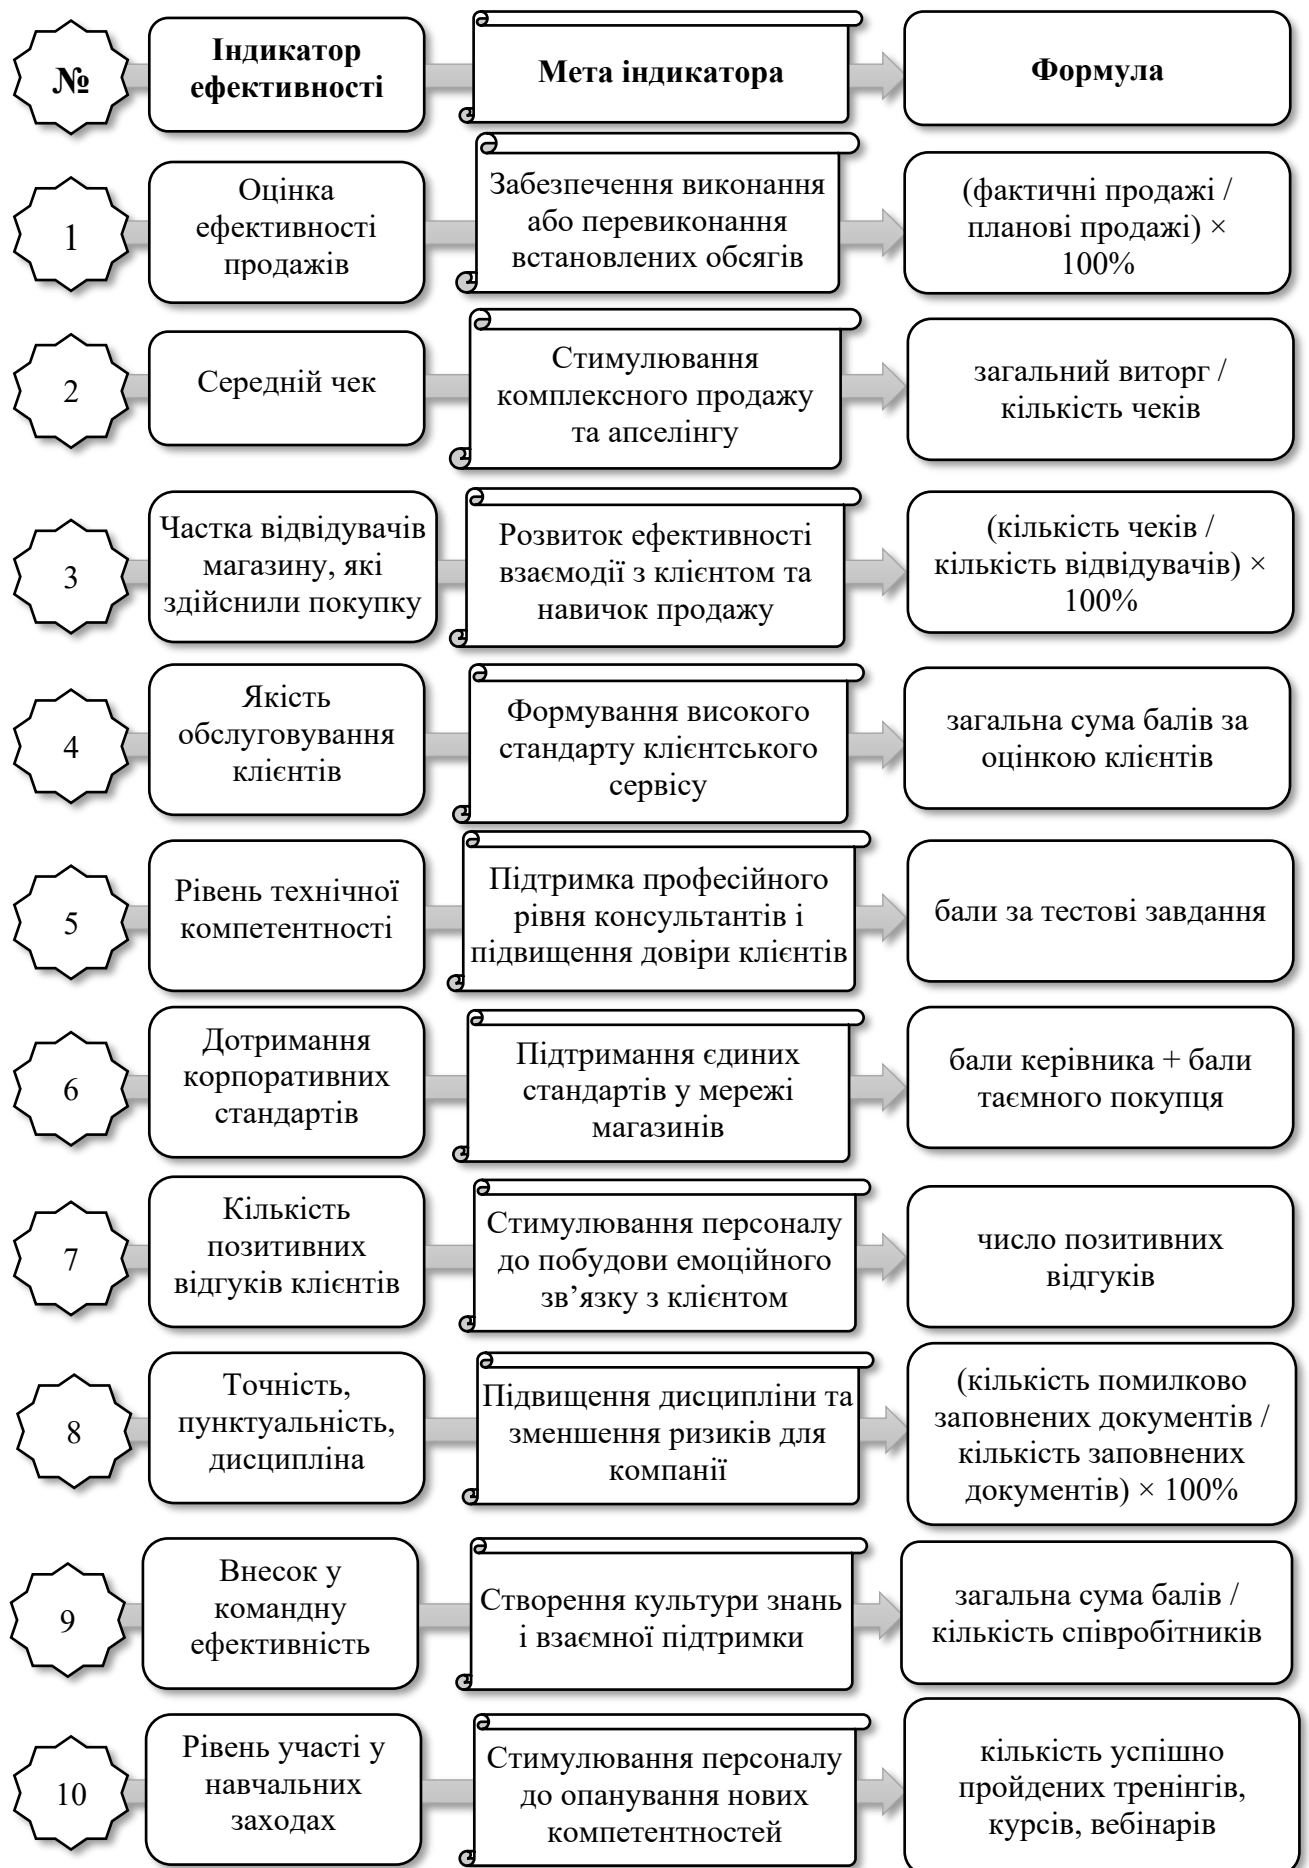 №
Індикатор
ефективності
Мета індикатора
Формула
1
Оцінка
ефективності
продажів
Забезпечення виконання
або перевиконання
встановлених обсягів
(фактичні продажі /
планові продажі) ×
100%
2
Середній чек
Стимулювання
комплексного продажу
та апселінгу
загальний виторг /
кількість чеків
3
Частка відвідувачів
магазину, які
здійснили покупку
Розвиток ефективності
взаємодії з клієнтом та
навичок продажу
(кількість чеків /
кількість відвідувачів) ×
100%
4
Якість
обслуговування
клієнтів
Формування високого
стандарту клієнтського
сервісу
загальна сума балів за
оцінкою клієнтів
5
Рівень технічної
компетентності
Підтримка професійного
рівня консультантів і
підвищення довіри клієнтів
бали за тестові завдання
6
Дотримання
корпоративних
стандартів
Підтримання єдиних
стандартів у мережі
магазинів
бали керівника + бали
таємного покупця
7
Кількість
позитивних
відгуків клієнтів
Стимулювання персоналу
до побудови емоційного
зв’язку з клієнтом
число позитивних
відгуків
8
Точність,
пунктуальність,
дисципліна
Підвищення дисципліни та
зменшення ризиків для
компанії
(кількість помилково
заповнених документів /
кількість заповнених
документів) × 100%
9
Внесок у
командну
ефективність
Створення культури знань
і взаємної підтримки
загальна сума балів /
кількість співробітників
10
Рівень участі у
навчальних
заходах
Стимулювання персоналу
до опанування нових
компетентностей
кількість успішно
пройдених тренінгів,
курсів, вебінарів